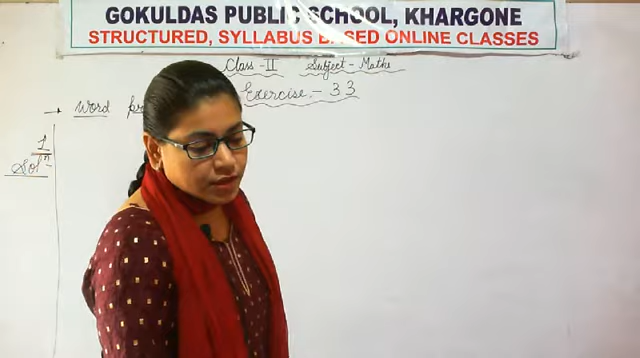 GOKULDAS PUBLIC SCHOOL, KHARGONE
STRUCTURED, SYLLABUS BASED ONLINE CLASSES
Class - II Subject - Maths
Exercise - 33
→ Word
1
Solⁿ